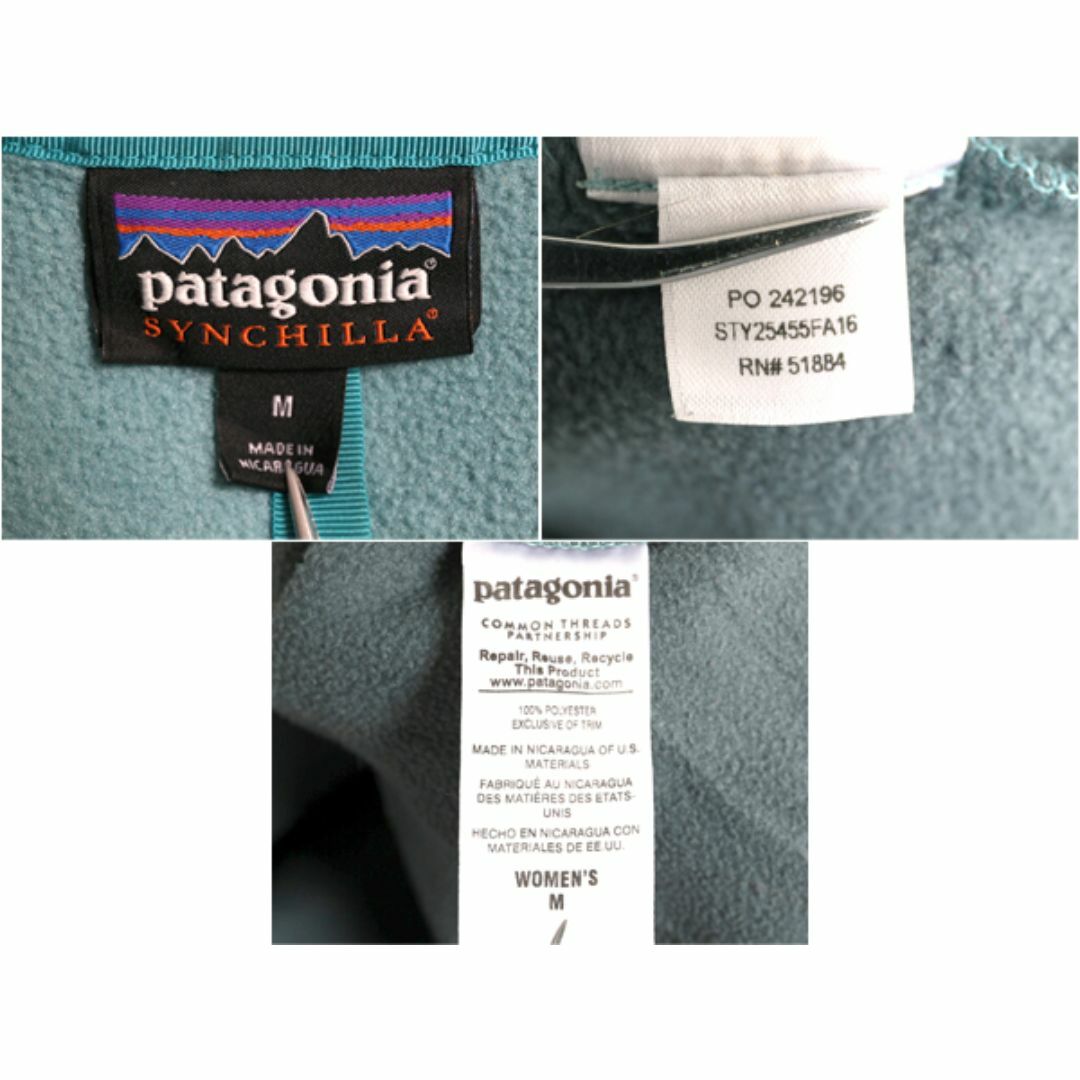 patagonia®
SYNCHILLA®
M
MADE IN
NICARAGUA
PO 242196
STY25455FA16
RN# 51884
patagonia®
COMMON THREADS
PARTNERSHIP
Repair, Reuse, Recycle
This Product
www.patagonia.com
100% POLYESTER
EXCLUSIVE OF TRIM
MADE IN NICARAGUA OF U.S.
MATERIALS
FABRIQUÉ AU NICARAGUA
DES MATIÈRES DES ÉTATS-
UNIS
HECHO EN NICARAGUA CON
MATERIALES DE EE.UU.
WOMEN'S
M